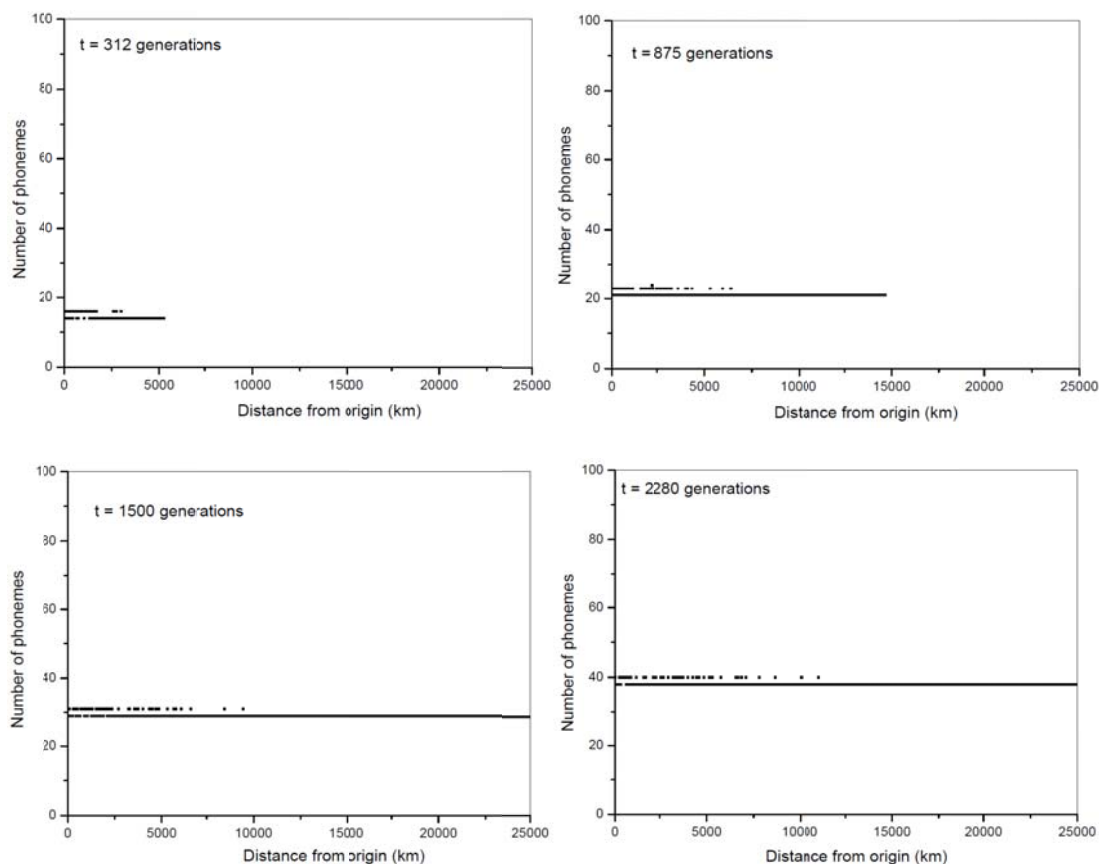 t = 312 generations
Number of phonemes
100
80
60
40
20
0
0 5000 10000 15000 20000 25000
Distance from origin (km)
t = 875 generations
Number of phonemes
100
80
60
40
20
0
0 5000 10000 15000 20000 25000
Distance from origin (km)
t = 1500 generations
Number of phonemes
100
80
60
40
20
0
0 5000 10000 15000 20000 25000
Distance from origin (km)
t = 2280 generations
Number of phonemes
100
80
60
40
20
0
0 5000 10000 15000 20000 25000
Distance from origin (km)